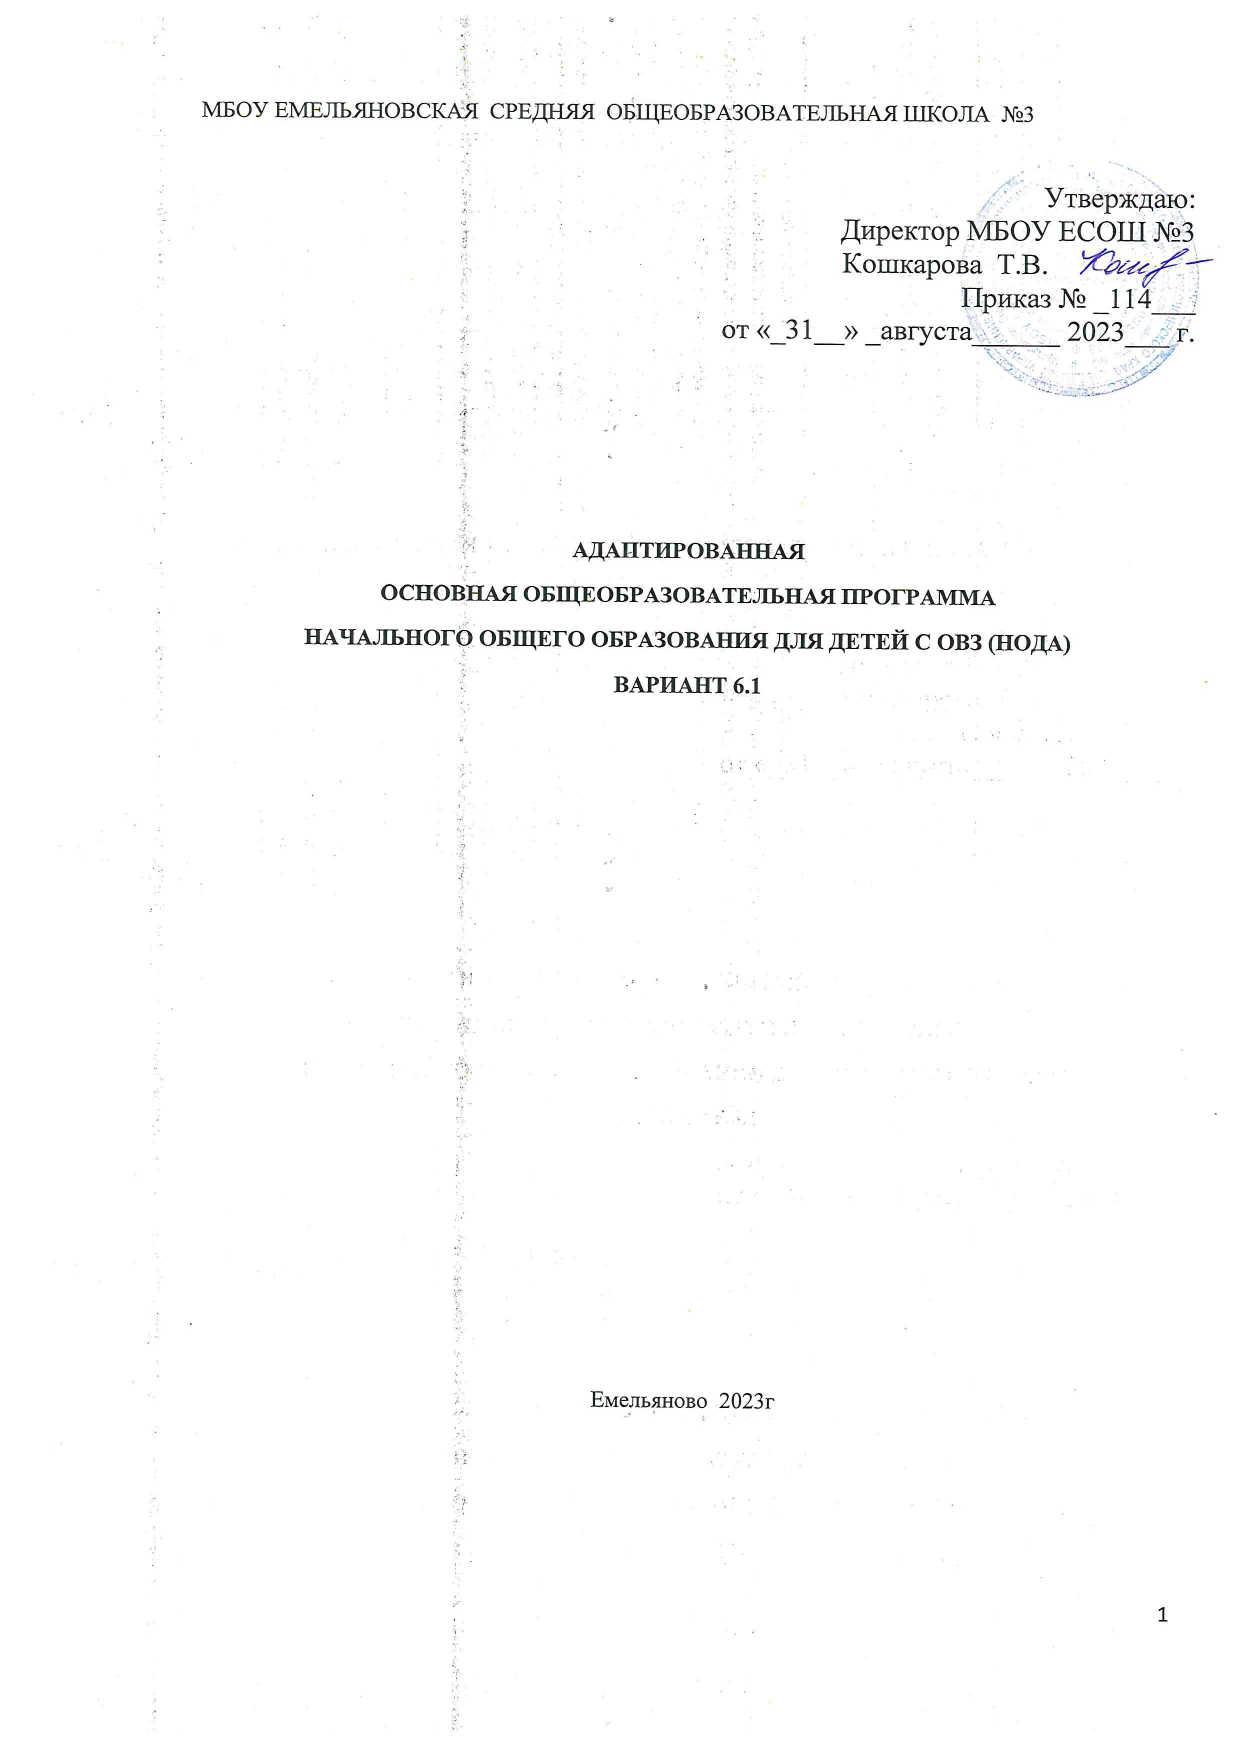 МБОУ ЕМЕЛЬЯНОВСКАЯ СРЕДНЯЯ ОБЩЕОБРАЗОВАТЕЛЬНАЯ ШКОЛА №3
Утверждаю:
Директор МБОУ ЕСОШ №3
Кошкарова Т.В.
Приказ № _114___
от «_31__» _августа______ 2023___ г.
АДАПТИРОВАННАЯ
ОСНОВНАЯ ОБЩЕОБРАЗОВАТЕЛЬНАЯ ПРОГРАММА
НАЧАЛЬНОГО ОБЩЕГО ОБРАЗОВАНИЯ ДЛЯ ДЕТЕЙ С ОВЗ (НОДА)
ВАРИАНТ 6.1
Емельяново 2023г
1